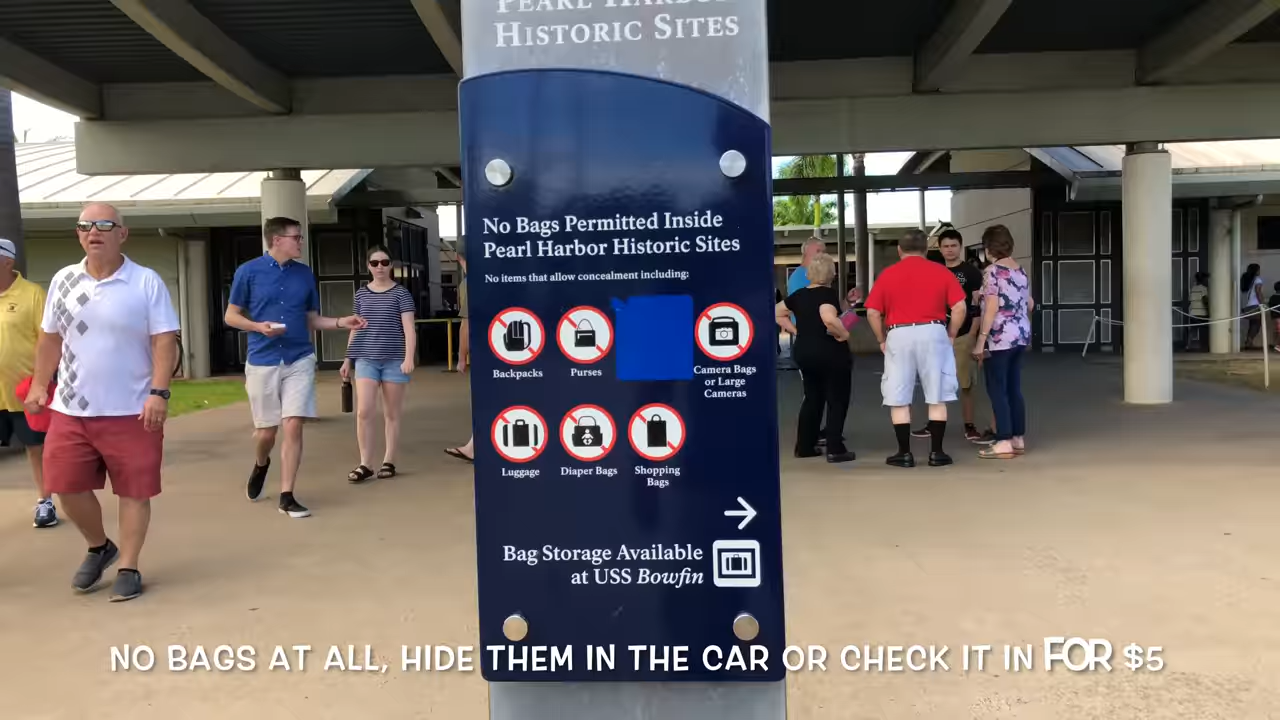 PEARL HARBOR
HISTORIC SITES
No Bags Permitted Inside
Pearl Harbor Historic Sites
No items that allow concealment including:
Backpacks
Purses
Camera Bags
or Large
Cameras
Luggage
Diaper Bags
Shopping
Bags
Bag Storage Available
at USS Bowfin
NO BAGS AT ALL, HIDE THEM IN THE CAR OR CHECK IT IN FOR $5